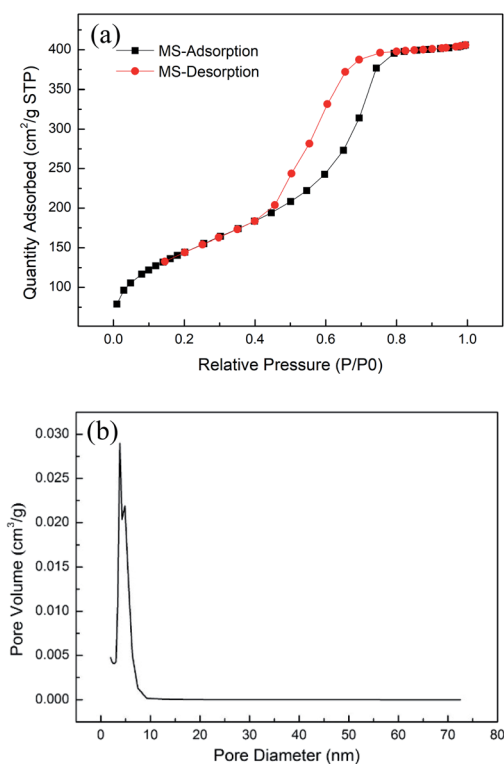 (a)
MS-Adsorption
MS-Desorption
Quantity Adsorbed (cm²/g STP)
400
350
300
250
200
150
100
0.0 0.2 0.4 0.6 0.8 1.0
Relative Pressure (P/P0)
(b)
Pore Volume (cm³/g)
0.030
0.025
0.020
0.015
0.010
0.005
0.000
0 10 20 30 40 50 60 70 80
Pore Diameter (nm)